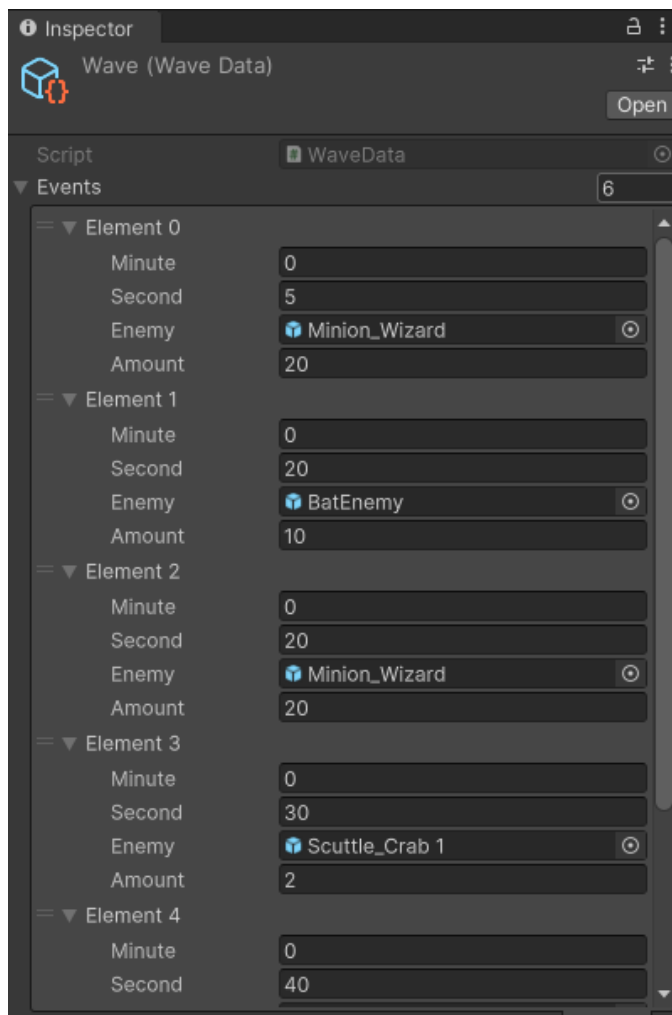 Inspector
Wave (Wave Data)
Open
Script WaveData
Events 6
Element 0
Minute 0
Second 5
Enemy Minion_Wizard
Amount 20
Element 1
Minute 0
Second 20
Enemy BatEnemy
Amount 10
Element 2
Minute 0
Second 20
Enemy Minion_Wizard
Amount 20
Element 3
Minute 0
Second 30
Enemy Scuttle_Crab 1
Amount 2
Element 4
Minute 0
Second 40